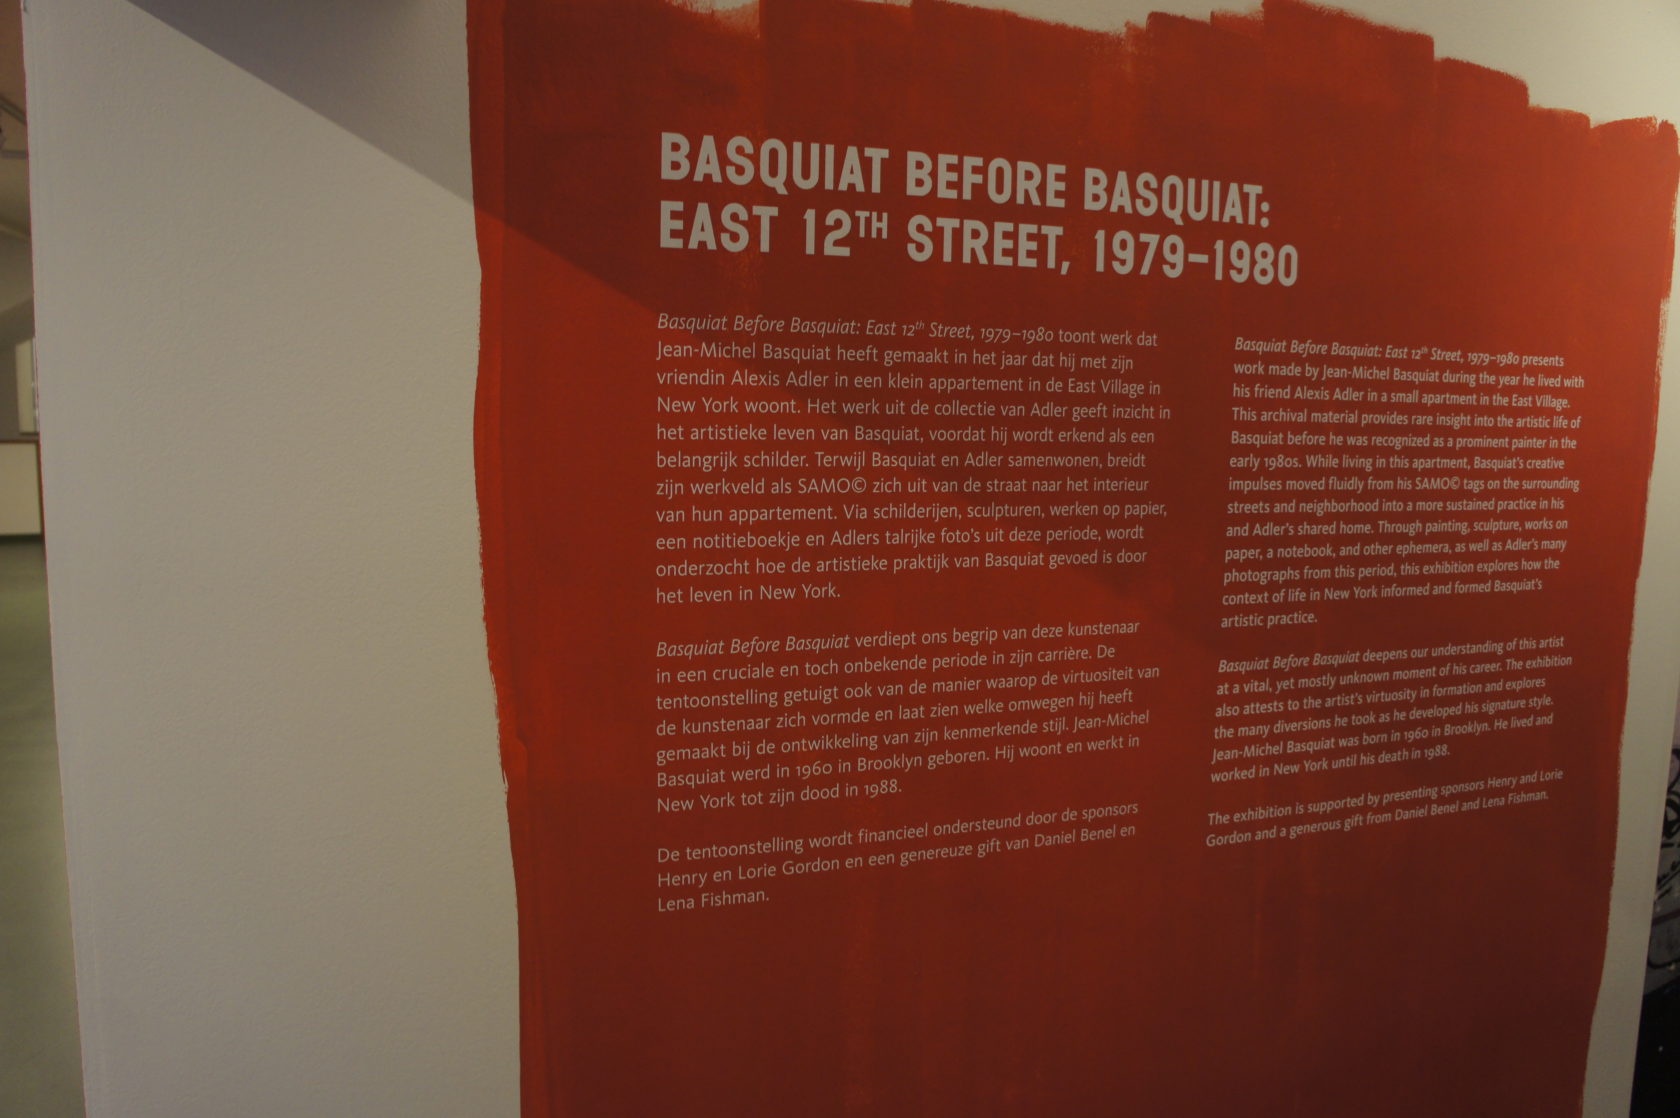 BASQUIAT BEFORE BASQUIAT:
EAST 12TH STREET, 1979–1980
Basquiat Before Basquiat: East 12th Street, 1979–1980 toont werk dat
Jean-Michel Basquiat heeft gemaakt in het jaar dat hij met zijn
vriendin Alexis Adler in een klein appartement in de East Village in
New York woont. Het werk uit de collectie van Adler geeft inzicht in
het artistieke leven van Basquiat, voordat hij wordt erkend als een
belangrijk schilder. Terwijl Basquiat en Adler samenwonen, breidt
zijn werkveld als SAMO© zich uit van de straat naar het interieur
van hun appartement. Via schilderijen, sculpturen, werken op papier,
een notitieboekje en Adlers talrijke foto's uit deze periode, wordt
onderzocht hoe de artistieke praktijk van Basquiat gevoed is door
het leven in New York.
Basquiat Before Basquiat verdiept ons begrip van deze kunstenaar
in een cruciale en toch onbekende periode in zijn carrière. De
tentoonstelling getuigt ook van de manier waarop de virtuositeit van
de kunstenaar zich vormde en laat zien welke omwegen hij heeft
gemaakt bij de ontwikkeling van zijn kenmerkende stijl. Jean-Michel
Basquiat werd in 1960 in Brooklyn geboren. Hij woont en werkt in
New York tot zijn dood in 1988.
De tentoonstelling wordt financieel ondersteund door de sponsors
Henry en Lorie Gordon en een genereuze gift van Daniel Benel en
Lena Fishman.
Basquiat Before Basquiat: East 12th Street, 1979–1980 presents
work made by Jean-Michel Basquiat during the year he lived with
his friend Alexis Adler in a small apartment in the East Village.
This archival material provides rare insight into the artistic life of
Basquiat before he was recognized as a prominent painter in the
early 1980s. While living in this apartment, Basquiat's creative
impulses moved fluidly from his SAMO© tags on the surrounding
streets and neighborhood into a more sustained practice in his
and Adler's shared home. Through painting, sculpture, works on
paper, a notebook, and other ephemera, as well as Adler's many
photographs from this period, this exhibition explores how the
context of life in New York informed and formed Basquiat's
artistic practice.
Basquiat Before Basquiat deepens our understanding of this artist
at a vital, yet mostly unknown moment of his career. The exhibition
also attests to the artist's virtuosity in formation and explores
the many diversions he took as he developed his signature style.
Jean-Michel Basquiat was born in 1960 in Brooklyn. He lived and
worked in New York until his death in 1988.
The exhibition is supported by presenting sponsors Henry and Lorie
Gordon and a generous gift from Daniel Benel and Lena Fishman.